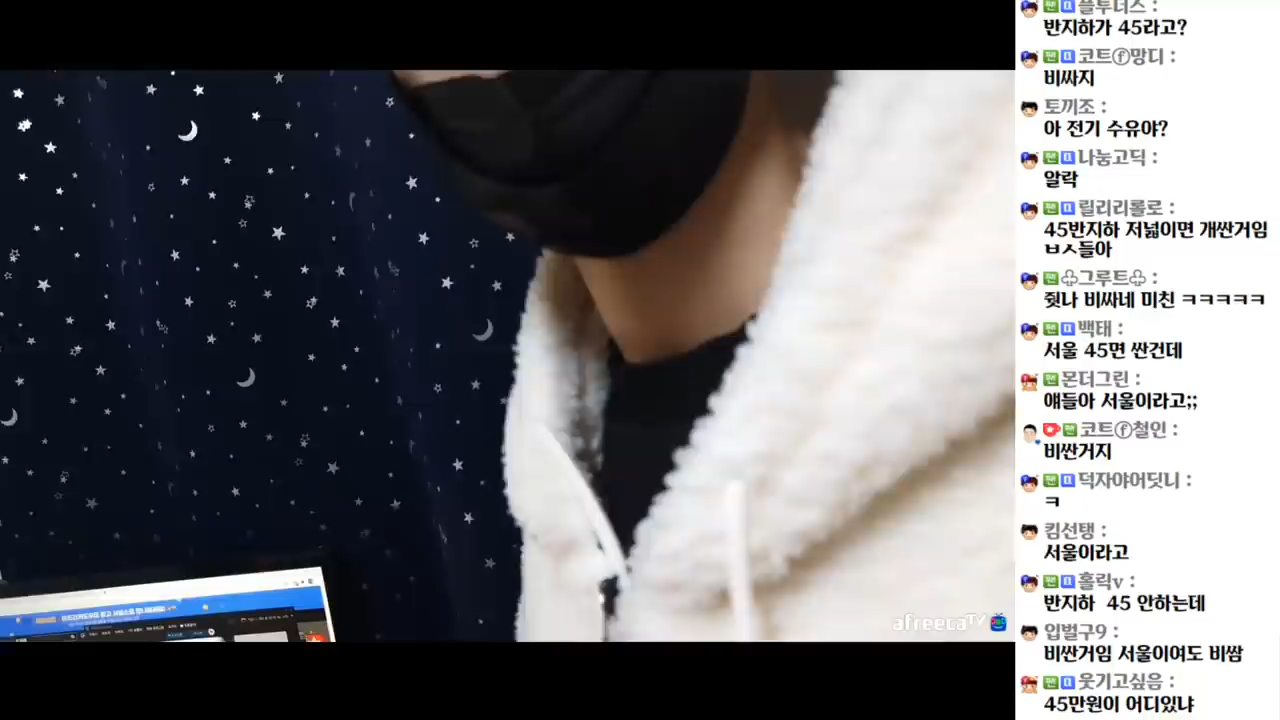 플투더스 :
반지하가 45라고?
코트ⓕ망디 :
비싸지
토끼조 :
아 전기 수유야?
나눔고딕 :
알락
릴리리롤로 :
45반지하 저넓이면 개싼거임
ㅂㅅ들아
♧그루트♧ :
줫나 비싸네 미친 ㅋㅋㅋㅋㅋ
백태 :
서울 45면 싼건데
몬더그린 :
얘들아 서울이라고;;
코트ⓕ철인 :
비싼거지
덕자야어딧니 :
ㅋ
킴선탱 :
서울이라고
홀릭v :
반지하  45 안하는데
입벌구9 :
비싼거임 서울이여도 비쌈
웃기고싶음 :
45만원이 어디있냐
afreecaTV